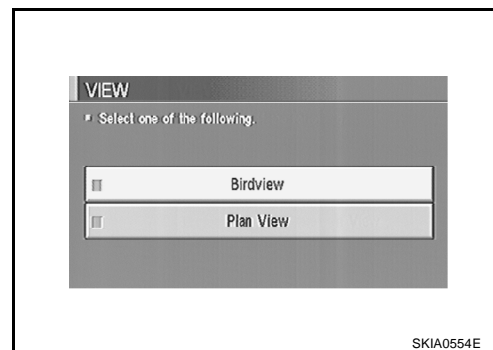 VIEW
Select one of the following.
Birdview
Plan View
SKIA0554E